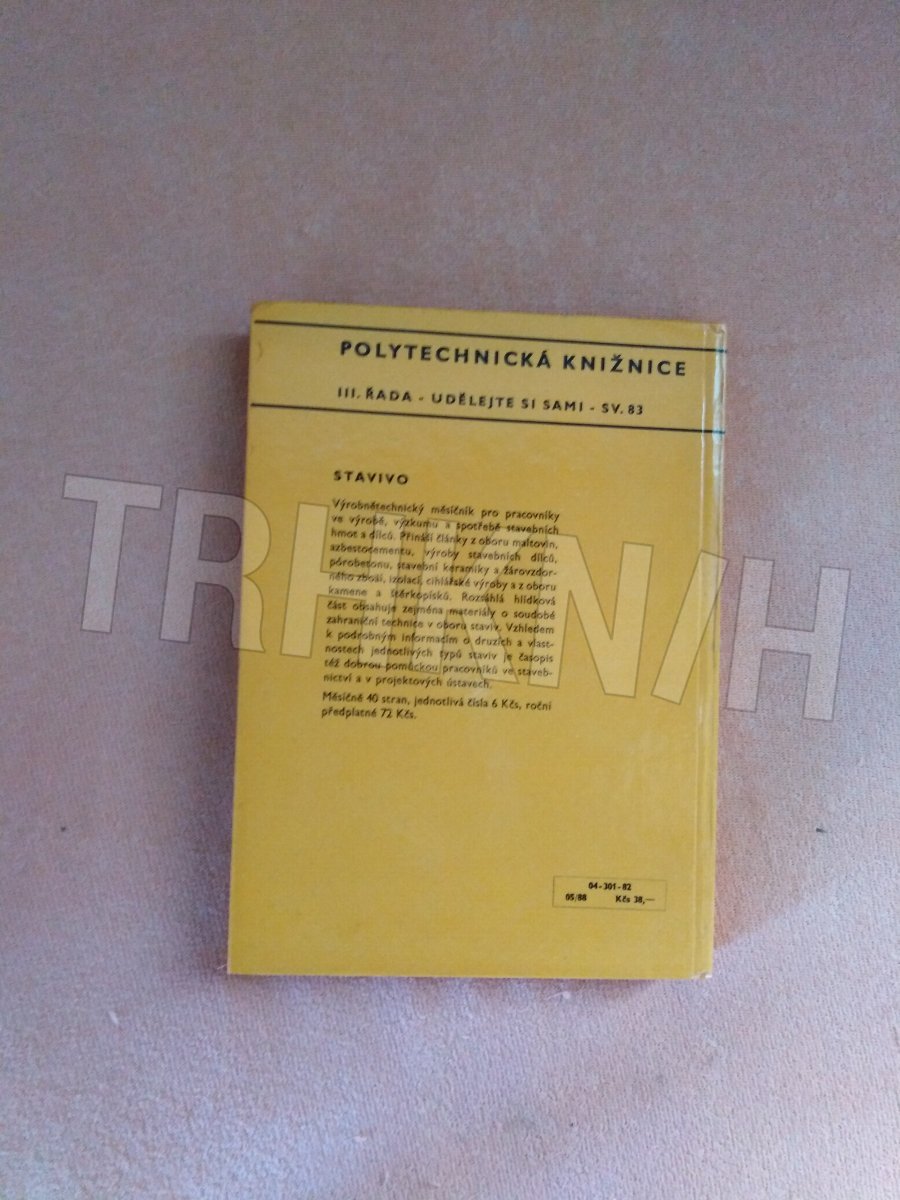 POLYTECHNICKÁ KNIŽNICE
III. ŘADA - UDĚLEJTE SI SAMI - SV. 83
STAVIVO
Výrobnětechnický měsíčník pro pracovníky
ve výrobě, výzkumu a spotřebě stavebních
hmot a dílců. Přináší články z oboru maltovin,
azbestocementu, výroby stavebních dílců,
pórobetonu, stavební keramiky a žárovzdor-
ného zboží, izolací, cihlářské výroby a z oboru
kamene a štěrkopísků. Rozsáhlá hlídková
část obsahuje zejména materiály o soudobé
zahraniční technice v oboru staviv. Vzhledem
k podrobným informacím o druzích a vlast-
nostech jednotlivých typů staviv je časopis
též dobrou pomůckou pracovníků ve staveb-
nictví a v projektových ústavech.
Měsíčně 40 stran, jednotlivá čísla 6 Kčs, roční
předplatné 72 Kčs.
04-301-82
05/88 Kčs 38,—